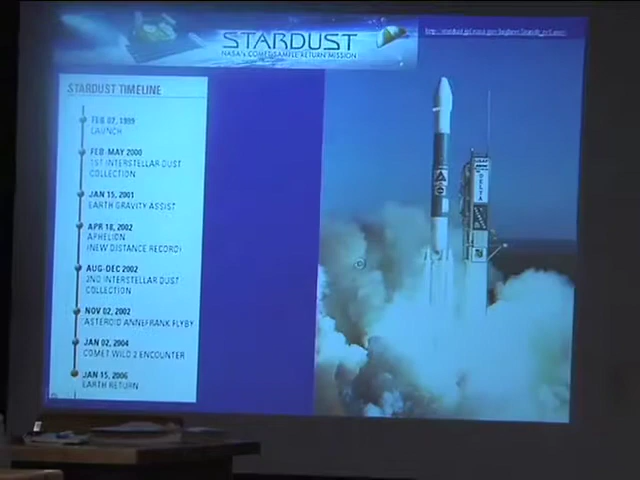 STARDUST
NASA'S COMET SAMPLE RETURN MISSION
STARDUST TIMELINE
FEB 07, 1999
LAUNCH
FEB-MAY 2000
1ST INTERSTELLAR DUST
COLLECTION
JAN 15, 2001
EARTH GRAVITY ASSIST
APR 18, 2002
APHELION
(NEW DISTANCE RECORD)
AUG-DEC 2002
2ND INTERSTELLAR DUST
COLLECTION
NOV 02, 2002
ASTEROID ANNEFRANK FLYBY
JAN 02, 2004
COMET WILD 2 ENCOUNTER
JAN 15, 2006
EARTH RETURN
DELTA